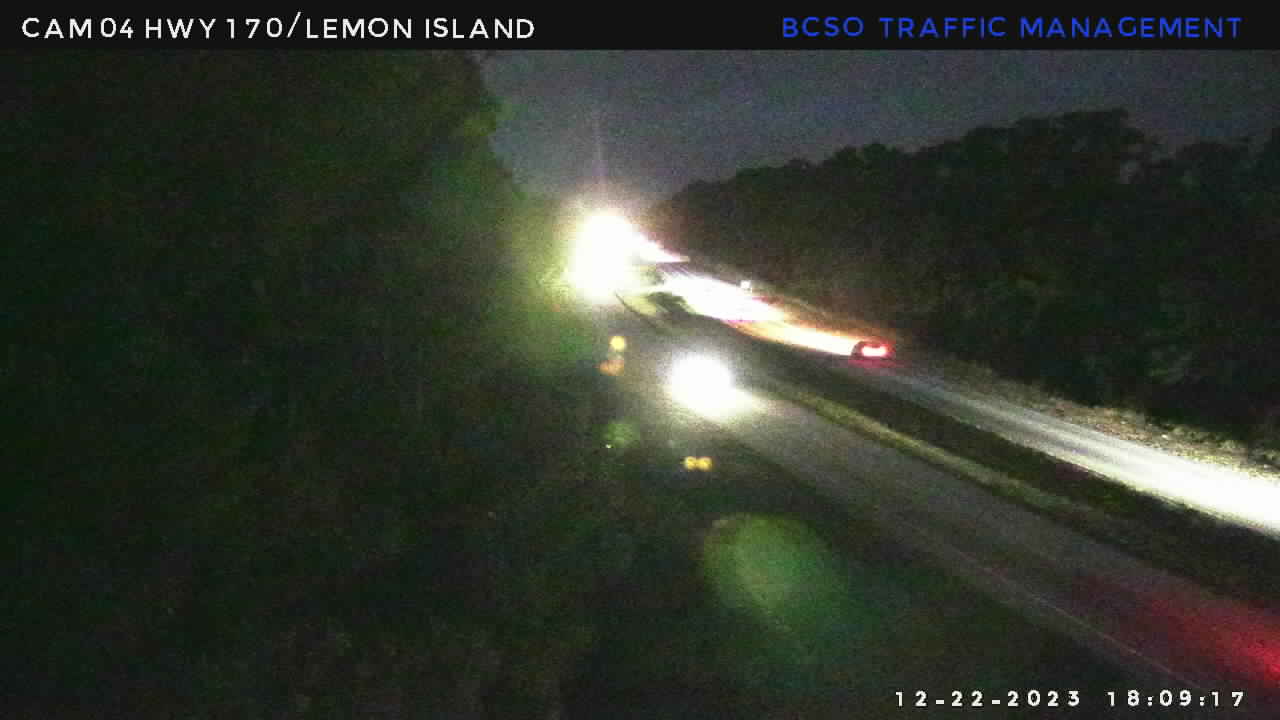 CAM04 HWY 170/LEMON ISLAND
BCSO TRAFFIC MANAGEMENT
12-22-2023 18:09:17